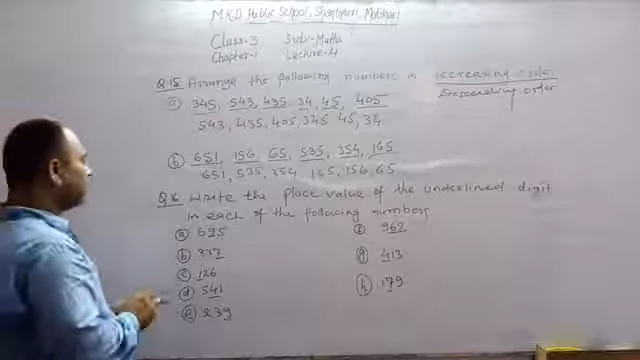 M.K.D Public School, Shantipuri, Motihari
Class-3 Sub:-Maths
Chapter-1 Lecture-4
Q.15 Arrange the following numbers in decreasing order
Descending order
(a) 345, 543, 435, 34, 45, 405
543, 435, 405, 345 45, 34
(b) 651, 156, 65, 535, 354, 165
651, 535, 354 165, 156, 65
Q.16 Write the place value of the underlined digit
in each of the following numbers
(a) 625
(b) 837
(c) 126
(d) 541
(e) 239
(f) 962
(g) 413
(h) 179